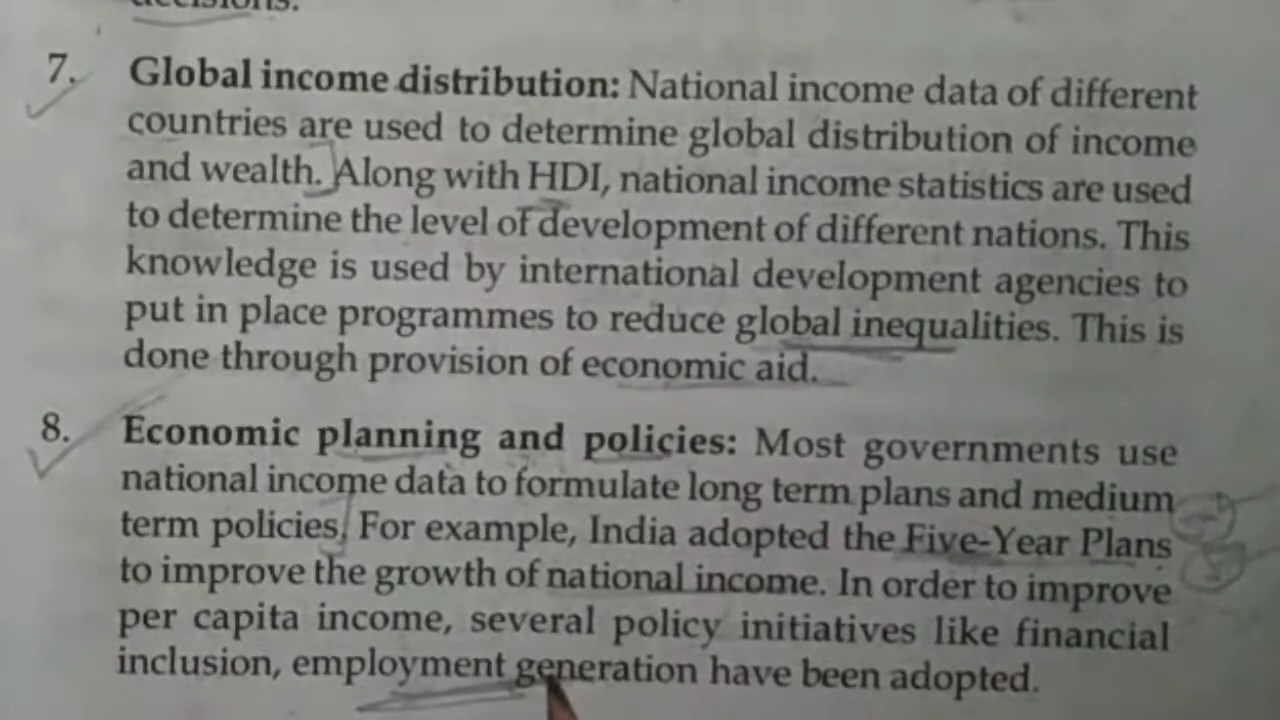 decisions.
7. Global income distribution: National income data of different
countries are used to determine global distribution of income
and wealth. Along with HDI, national income statistics are used
to determine the level of development of different nations. This
knowledge is used by international development agencies to
put in place programmes to reduce global inequalities. This is
done through provision of economic aid.
8. Economic planning and policies: Most governments use
national income data to formulate long term plans and medium
term policies. For example, India adopted the Five-Year Plans
to improve the growth of national income. In order to improve
per capita income, several policy initiatives like financial
inclusion, employment generation have been adopted.